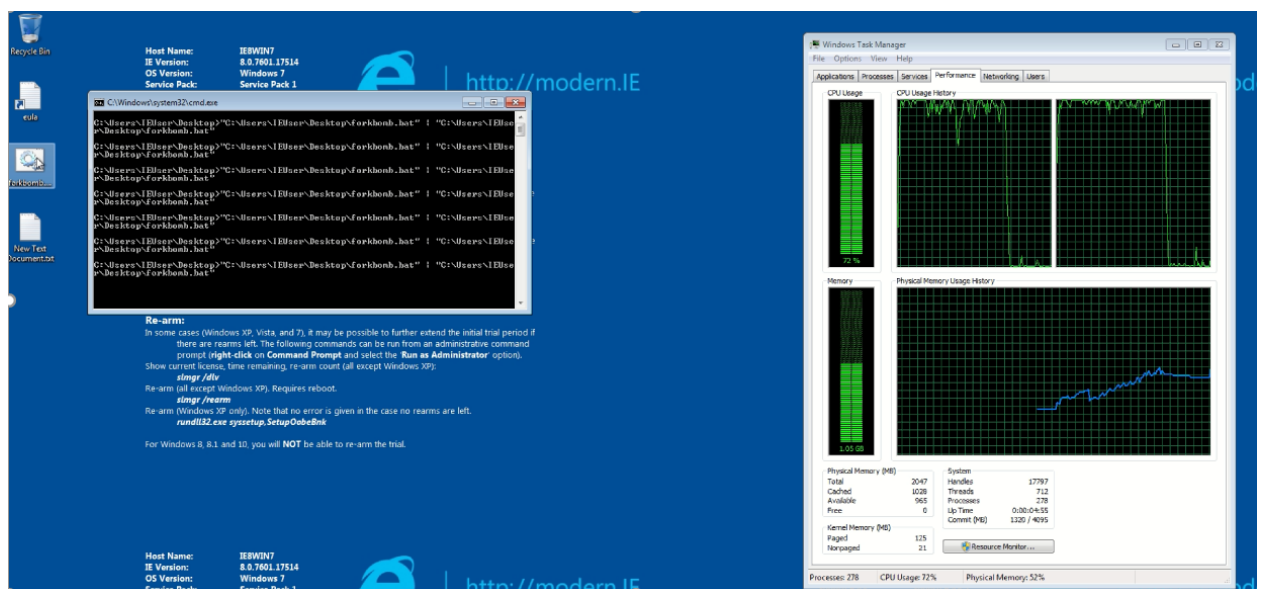 Recycle Bin
eula
forkbomb....
New Text
Document.txt
Host Name: IE8WIN7
IE Version: 8.0.7601.17514
OS Version: Windows 7
Service Pack: Service Pack 1
http://modern.IE
C:\Windows\system32\cmd.exe
C:\Users\IEUser\Desktop>"C:\Users\IEUser\Desktop\forkbomb.bat" | "C:\Users\IEUse
r\Desktop\forkbomb.bat"
C:\Users\IEUser\Desktop>"C:\Users\IEUser\Desktop\forkbomb.bat" | "C:\Users\IEUse
r\Desktop\forkbomb.bat"
C:\Users\IEUser\Desktop>"C:\Users\IEUser\Desktop\forkbomb.bat" | "C:\Users\IEUse
r\Desktop\forkbomb.bat"
C:\Users\IEUser\Desktop>"C:\Users\IEUser\Desktop\forkbomb.bat" | "C:\Users\IEUse
r\Desktop\forkbomb.bat"
C:\Users\IEUser\Desktop>"C:\Users\IEUser\Desktop\forkbomb.bat" | "C:\Users\IEUse
r\Desktop\forkbomb.bat"
C:\Users\IEUser\Desktop>"C:\Users\IEUser\Desktop\forkbomb.bat" | "C:\Users\IEUse
r\Desktop\forkbomb.bat"
C:\Users\IEUser\Desktop>"C:\Users\IEUser\Desktop\forkbomb.bat" | "C:\Users\IEUse
r\Desktop\forkbomb.bat"
Re-arm:
In some cases (Windows XP, Vista, and 7), it may be possible to further extend the initial trial period if
there are rearms left. The following commands can be run from an administrative command
prompt (right-click on Command Prompt and select the 'Run as Administrator' option).
Show current license, time remaining, re-arm count (all except Windows XP):
slmgr /dlv
Re-arm (all except Windows XP). Requires reboot.
slmgr /rearm
Re-arm (Windows XP only). Note that no error is given in the case no rearms are left.
rundll32.exe syssetup,SetupOobeBnk
For Windows 8, 8.1 and 10, you will NOT be able to re-arm the trial.
Host Name: IE8WIN7
IE Version: 8.0.7601.17514
OS Version: Windows 7
Service Pack: Service Pack 1
http://modern.IE
Windows Task Manager
File Options View Help
Applications Processes Services Performance Networking Users
CPU Usage CPU Usage History
72 %
Memory Physical Memory Usage History
1.05 GB
Physical Memory (MB)
Total 2047
Cached 1028
Available 965
Free 0
Kernel Memory (MB)
Paged 125
Nonpaged 21
System
Handles 17797
Threads 712
Processes 278
Up Time 0:00:04:55
Commit (MB) 1320 / 4095
Resource Monitor...
Processes: 278 CPU Usage: 72% Physical Memory: 52%
od
od